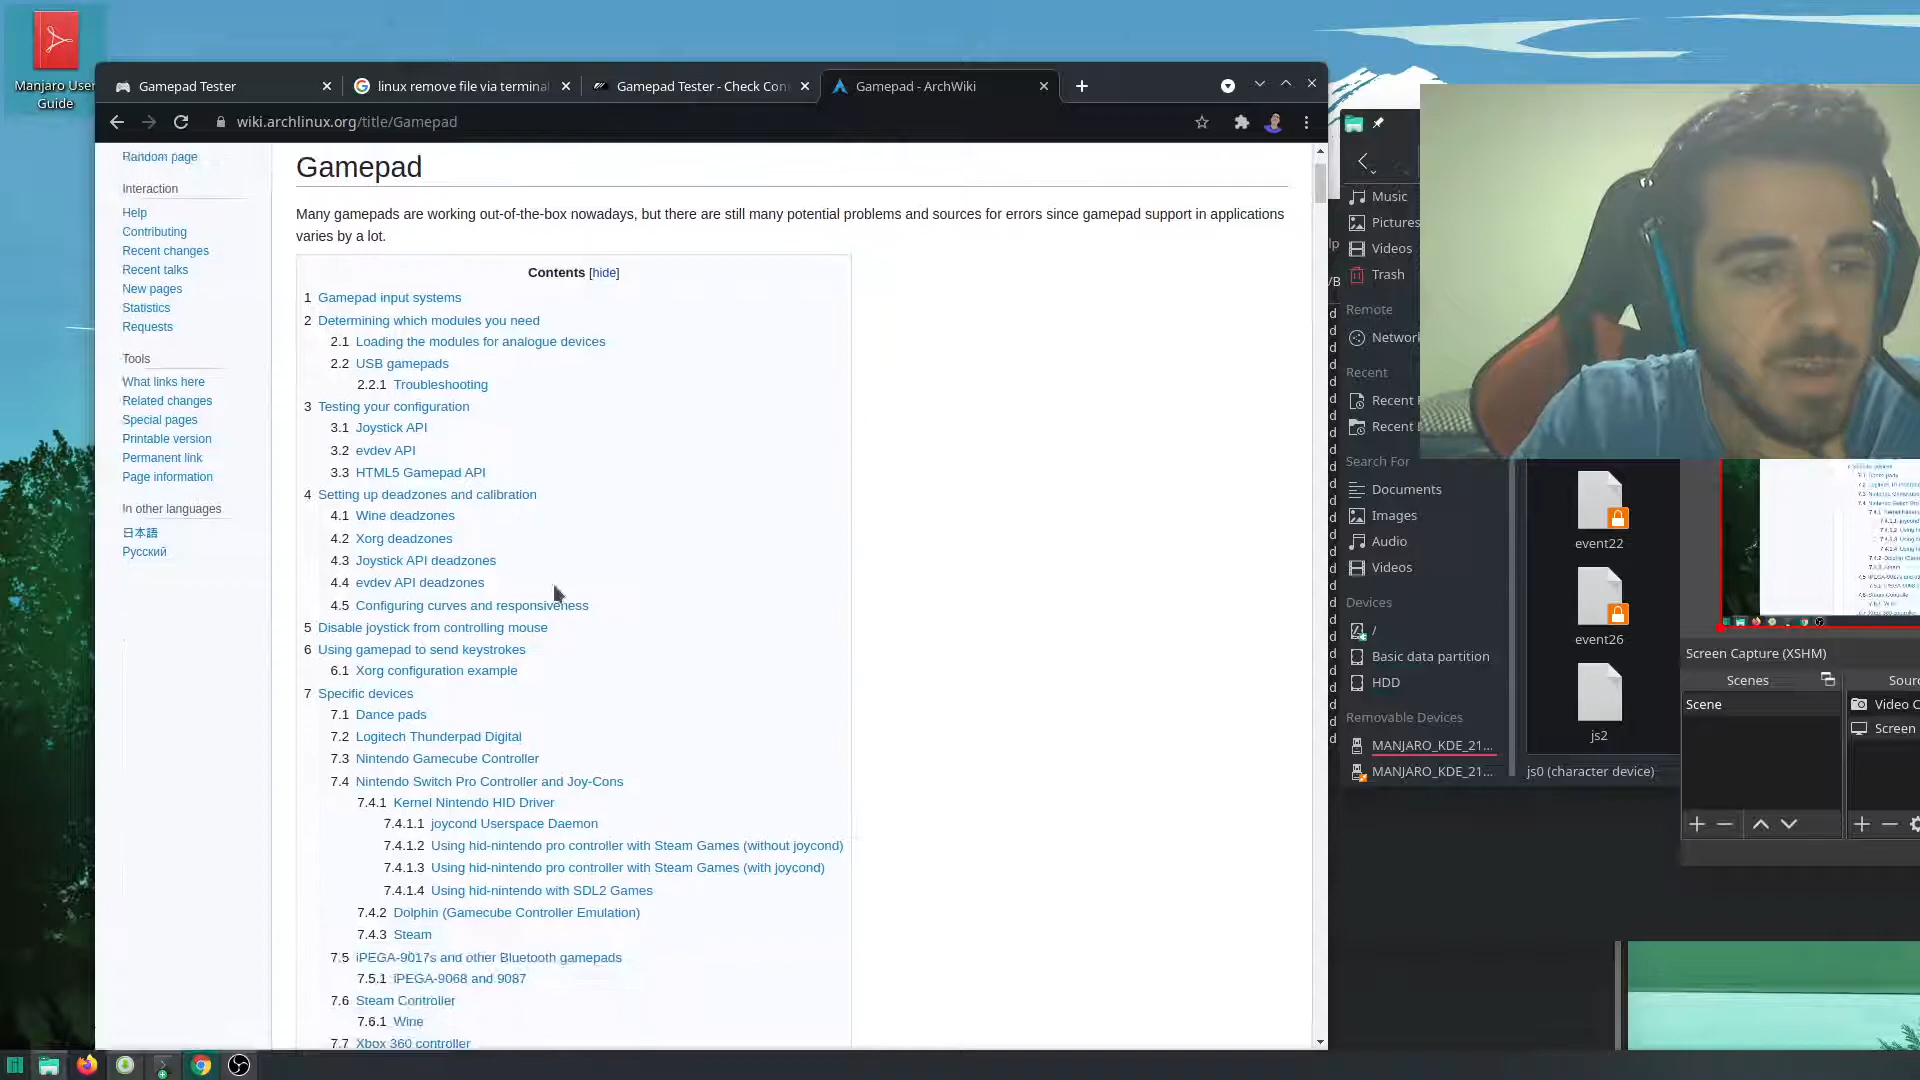 Manjaro User
Guide
Gamepad Tester
linux remove file via terminal
Gamepad Tester - Check Con
Gamepad - ArchWiki
wiki.archlinux.org/title/Gamepad
Random page
Interaction
Help
Contributing
Recent changes
Recent talks
New pages
Statistics
Requests
Tools
What links here
Related changes
Special pages
Printable version
Permanent link
Page information
In other languages
日本語
Русский
Gamepad
Many gamepads are working out-of-the-box nowadays, but there are still many potential problems and sources for errors since gamepad support in applications
varies by a lot.
Contents [hide]
1 Gamepad input systems
2 Determining which modules you need
2.1 Loading the modules for analogue devices
2.2 USB gamepads
2.2.1 Troubleshooting
3 Testing your configuration
3.1 Joystick API
3.2 evdev API
3.3 HTML5 Gamepad API
4 Setting up deadzones and calibration
4.1 Wine deadzones
4.2 Xorg deadzones
4.3 Joystick API deadzones
4.4 evdev API deadzones
4.5 Configuring curves and responsiveness
5 Disable joystick from controlling mouse
6 Using gamepad to send keystrokes
6.1 Xorg configuration example
7 Specific devices
7.1 Dance pads
7.2 Logitech Thunderpad Digital
7.3 Nintendo Gamecube Controller
7.4 Nintendo Switch Pro Controller and Joy-Cons
7.4.1 Kernel Nintendo HID Driver
7.4.1.1 joycond Userspace Daemon
7.4.1.2 Using hid-nintendo pro controller with Steam Games (without joycond)
7.4.1.3 Using hid-nintendo pro controller with Steam Games (with joycond)
7.4.1.4 Using hid-nintendo with SDL2 Games
7.4.2 Dolphin (Gamecube Controller Emulation)
7.4.3 Steam
7.5 iPEGA-9017s and other Bluetooth gamepads
7.5.1 iPEGA-9068 and 9087
7.6 Steam Controller
7.6.1 Wine
7.7 Xbox 360 controller
Music
Pictures
Videos
Trash
Remote
Network
Recent
Recent
Recent
Search For
Documents
Images
Audio
Videos
Devices
/
Basic data partition
HDD
Removable Devices
MANJARO_KDE_21...
MANJARO_KDE_21...
event22
event26
js2
js0 (character device)
Screen Capture (XSHM)
Scenes
Sour
Scene
Video C
Screen